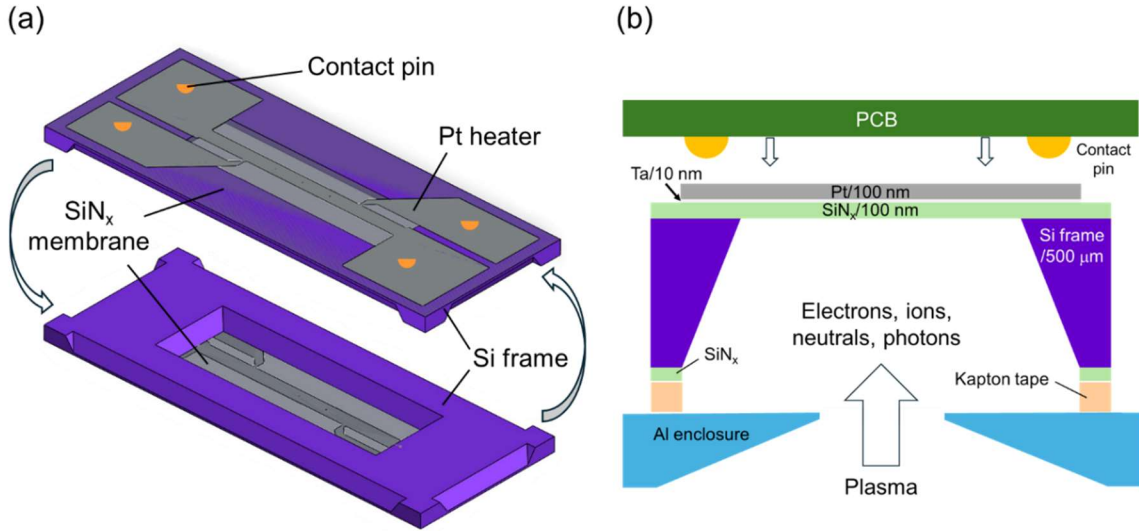 (a)
Contact pin
Pt heater
SiNx
membrane
Si frame
(b)
PCB
Contact
pin
Ta/10 nm
Pt/100 nm
SiNx/100 nm
Si frame
/500 μm
Electrons, ions,
neutrals, photons
SiNx
Kapton tape
Al enclosure
Plasma